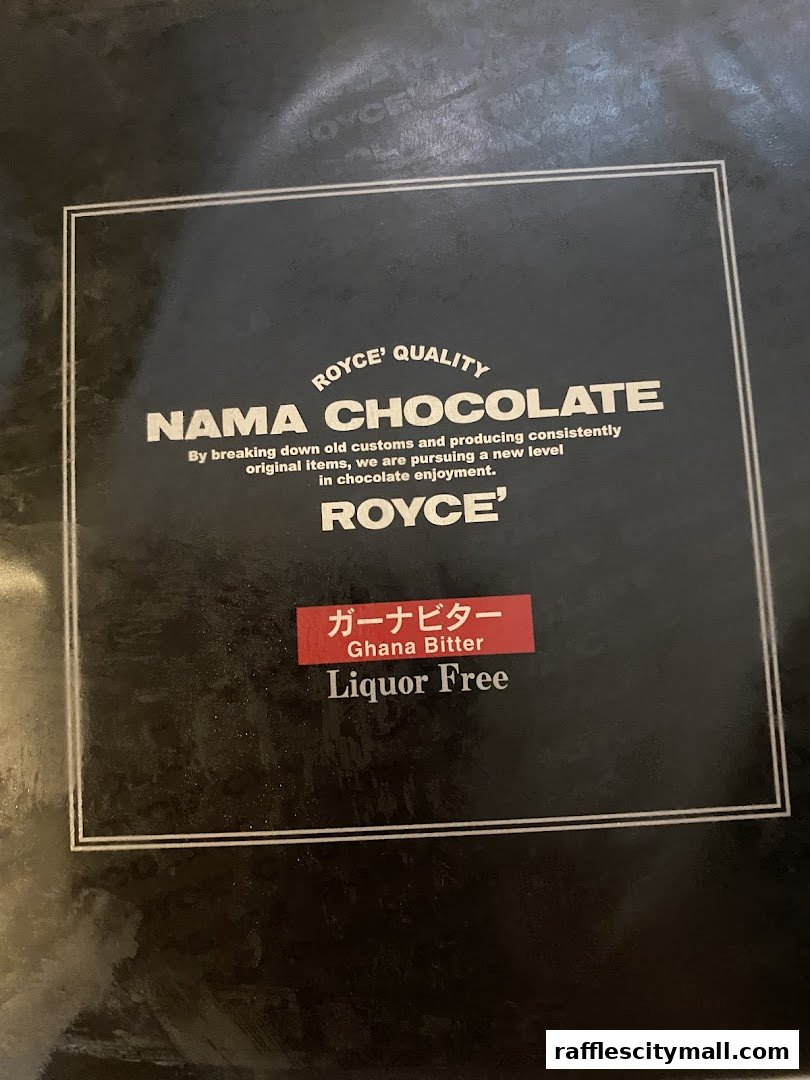 ROYCE' QUALITY
NAMA CHOCOLATE
By breaking down old customs and producing consistently
original items, we are pursuing a new level
in chocolate enjoyment.
ROYCE'
ガーナビター
Ghana Bitter
Liquor Free
rafflescitymall.com